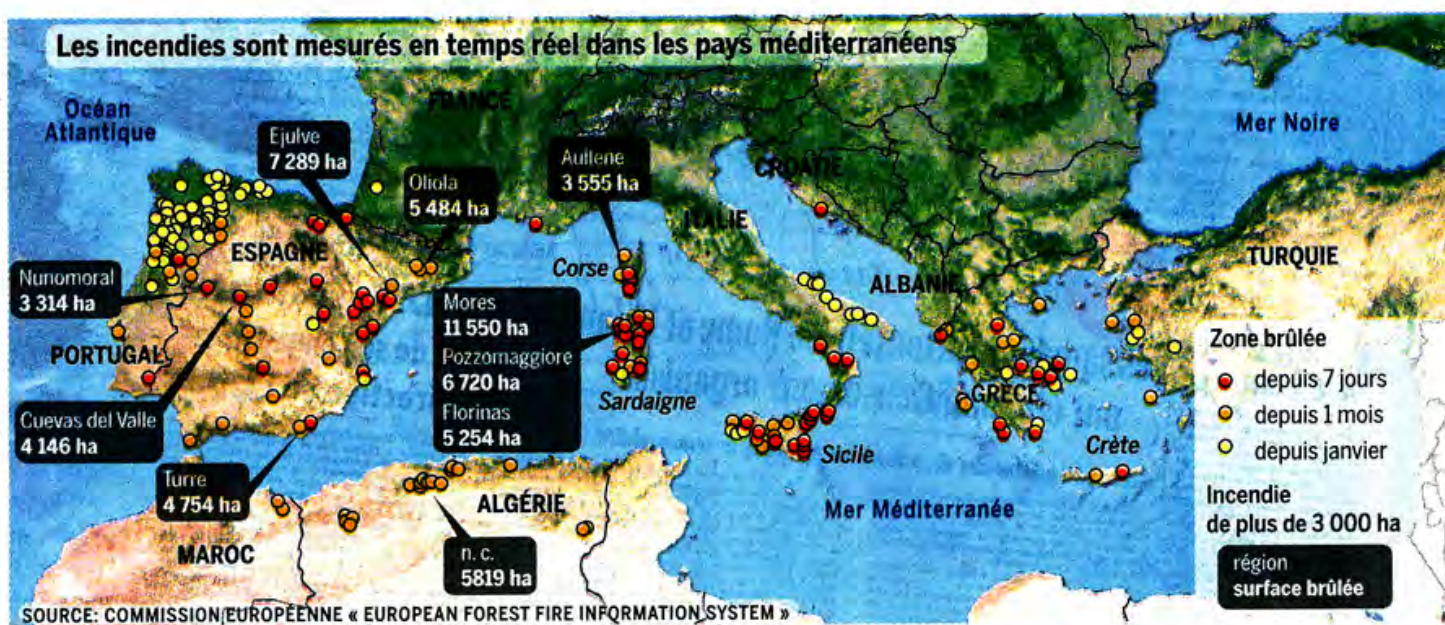 Les incendies sont mesurés en temps réel dans les pays méditerranéens
Océan
Atlantique
FRANCE
Mer Noire
Ejulve
7 289 ha
Aullene
3 555 ha
CROATIE
Oliola
5 484 ha
ITALIE
ESPAGNE
TURQUIE
Corse
ALBANIE
Nunomoral
3 314 ha
Mores
11 550 ha
Pozzomaggiore
6 720 ha
Florinas
5 254 ha
PORTUGAL
Sardaigne
GRÈCE
Cuevas del Valle
4 146 ha
Sicile
Crète
Turre
4 754 ha
ALGÉRIE
Mer Méditerranée
MAROC
n. c.
5819 ha
Zone brûlée
depuis 7 jours
depuis 1 mois
depuis janvier
Incendie
de plus de 3 000 ha
région
surface brûlée
SOURCE: COMMISSION EUROPÉENNE « EUROPEAN FOREST FIRE INFORMATION SYSTEM »